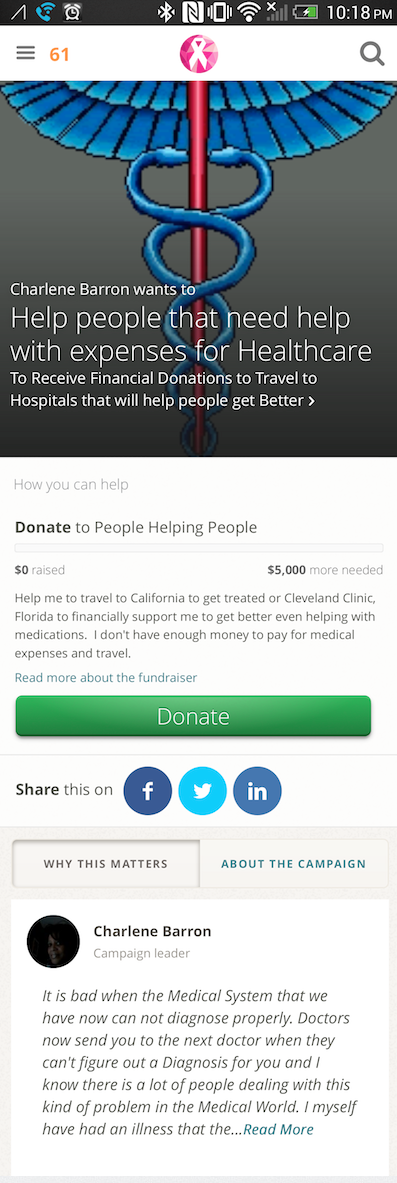 10:18 PM
61
Charlene Barron wants to
Help people that need help
with expenses for Healthcare
To Receive Financial Donations to Travel to
Hospitals that will help people get Better ›
How you can help
Donate to People Helping People
$0 raised $5,000 more needed
Help me to travel to California to get treated or Cleveland Clinic,
Florida to financially support me to get better even helping with
medications. I don't have enough money to pay for medical
expenses and travel.
Read more about the fundraiser
Donate
Share this on
f
in
WHY THIS MATTERS ABOUT THE CAMPAIGN
Charlene Barron
Campaign leader
It is bad when the Medical System that we
have now can not diagnose properly. Doctors
now send you to the next doctor when they
can't figure out a Diagnosis for you and I
know there is a lot of people dealing with this
kind of problem in the Medical World. I myself
have had an illness that the...Read More